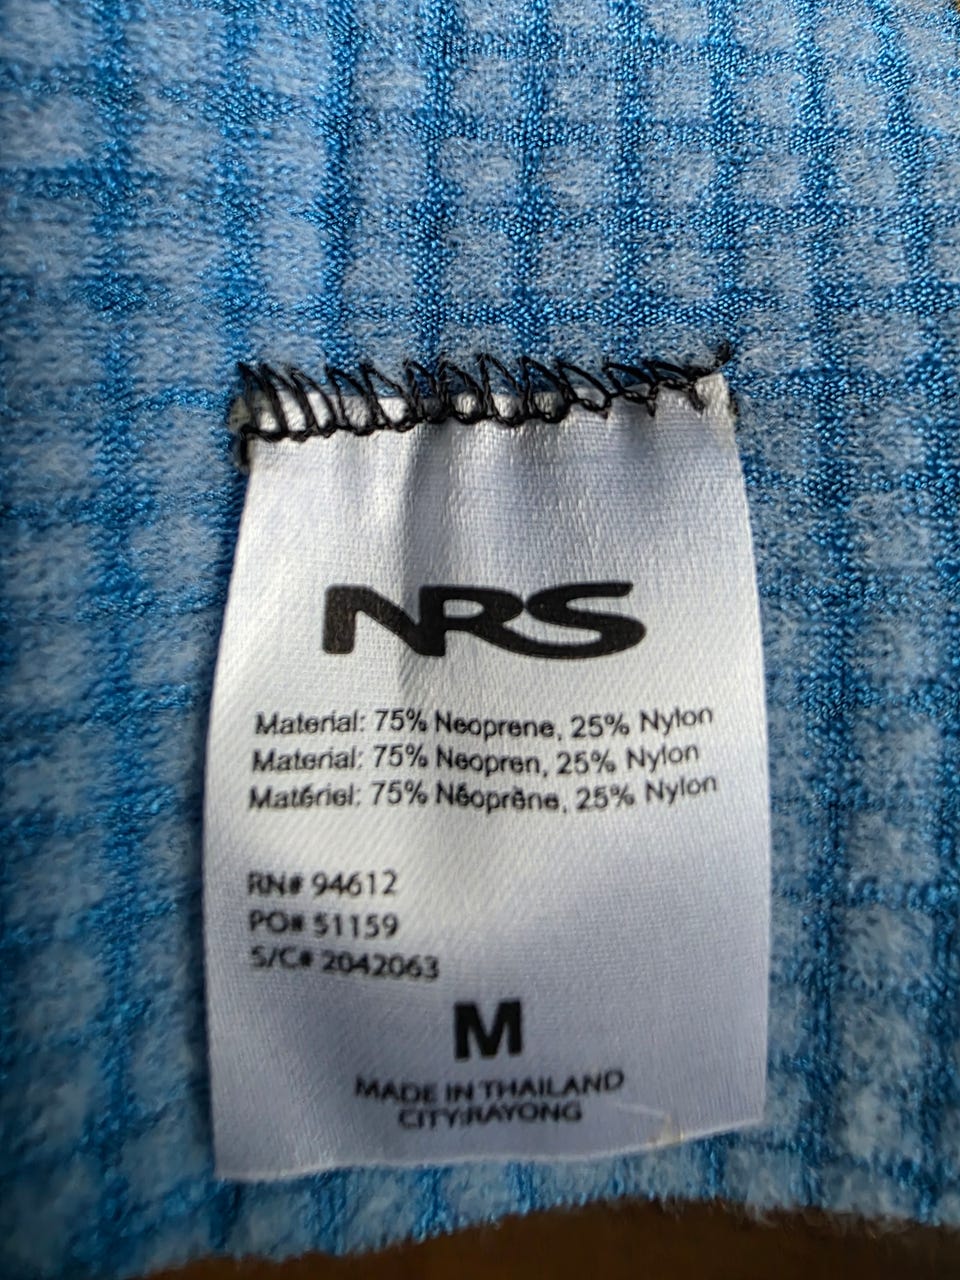 NRS
Material: 75% Neoprene, 25% Nylon
Material: 75% Neopren, 25% Nylon
Matériel: 75% Néoprène, 25% Nylon
RN# 94612
PO# 51159
S/C# 2042063
M
MADE IN THAILAND
CITY:RAYONG